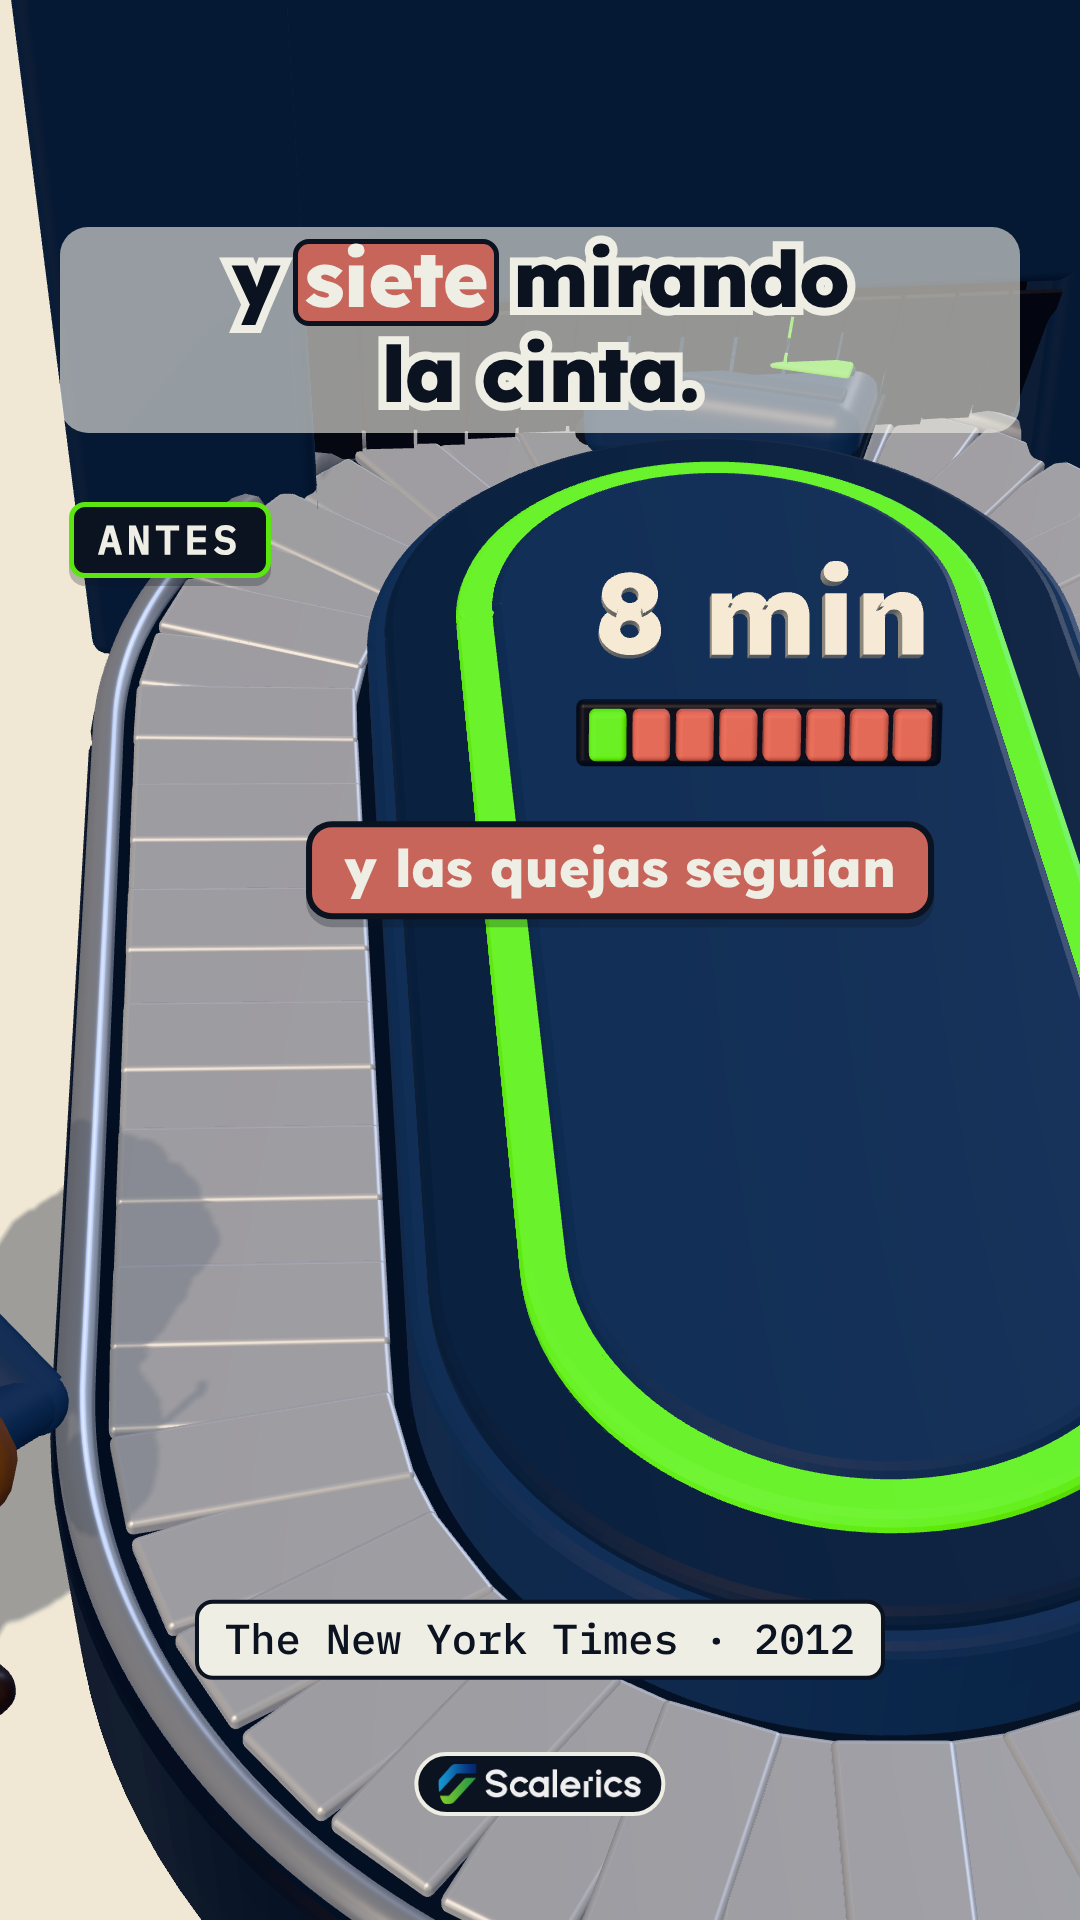 y siete mirando
la cinta.
ANTES
8 min
y las quejas seguían
The New York Times · 2012
Scalerics